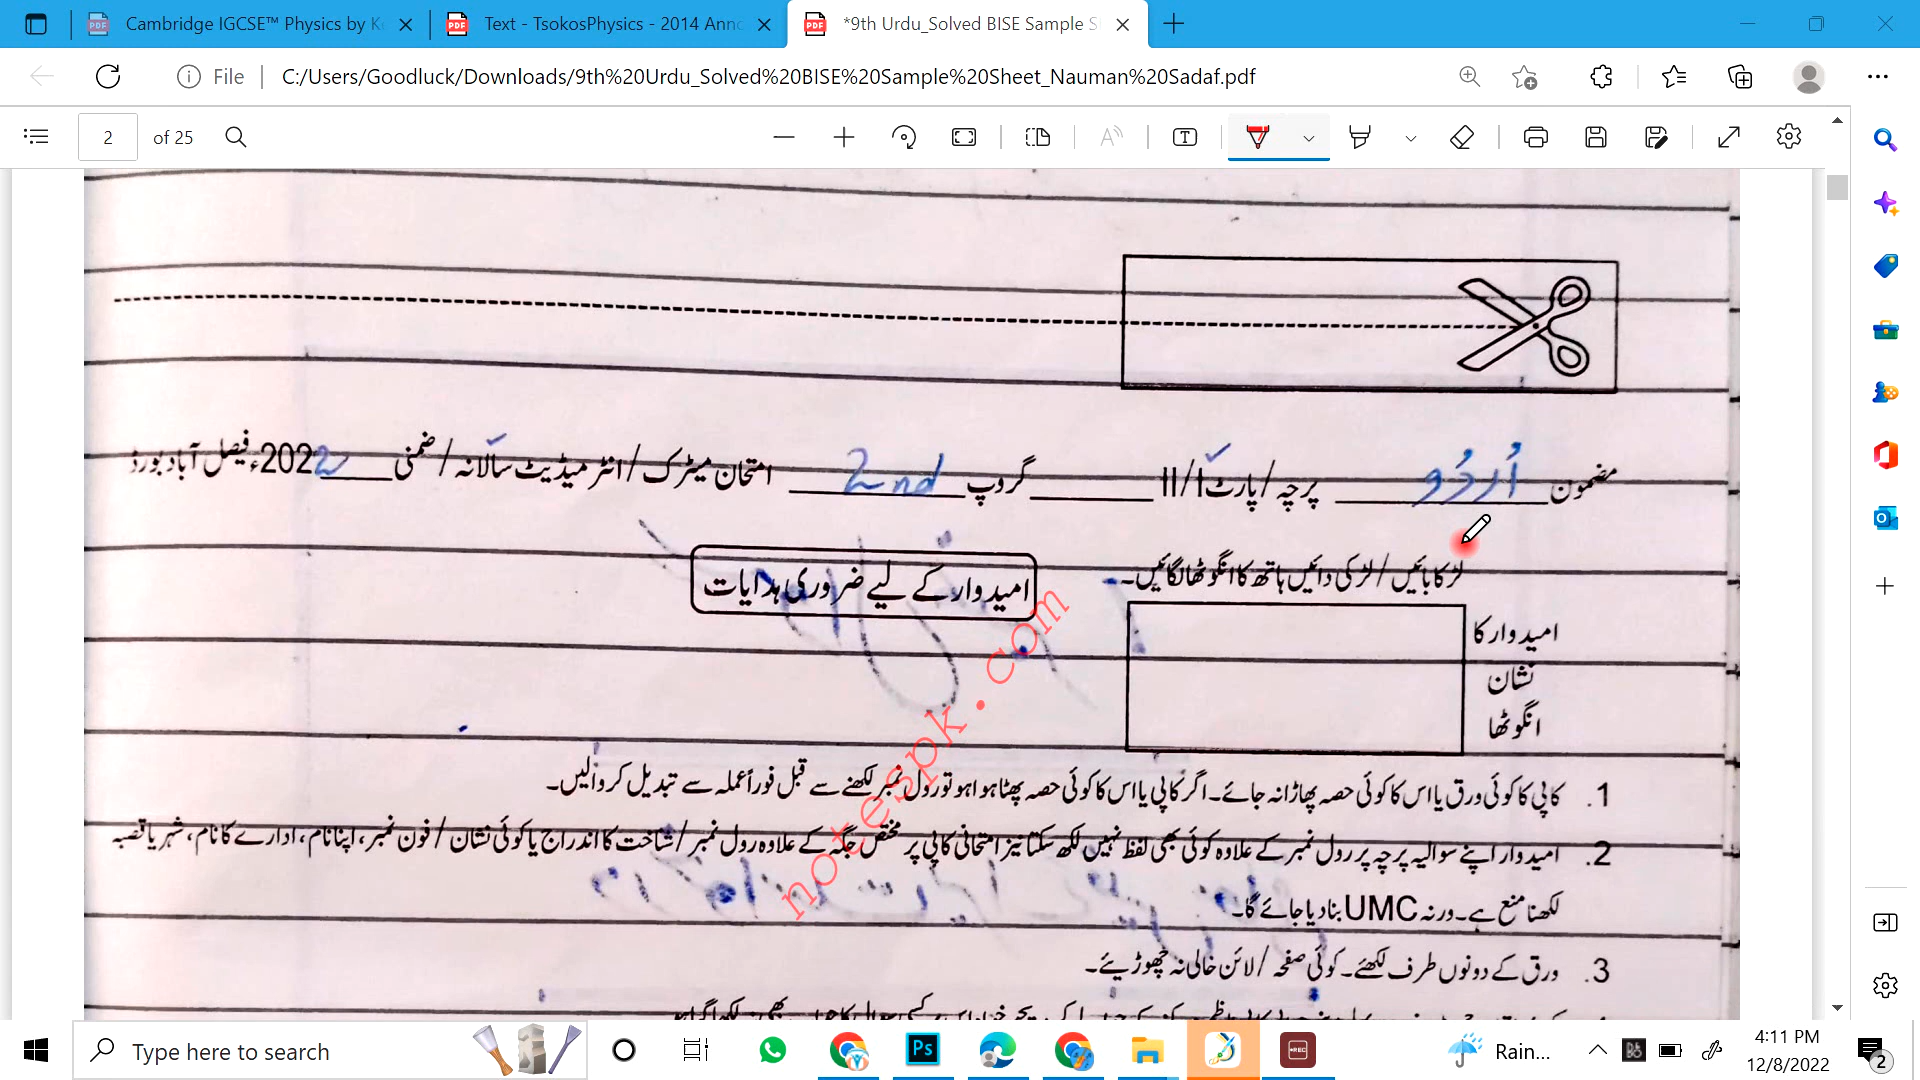 Cambridge IGCSE™ Physics by Ke
Text - TsokosPhysics - 2014 Anno
*9th Urdu_Solved BISE Sample S
File
C:/Users/Goodluck/Downloads/9th%20Urdu_Solved%20BISE%20Sample%20Sheet_Nauman%20Sadaf.pdf
2 of 25
مضمون اُردُو پرچہ/پارٹ I/II گروپ 2nd امتحان میٹرک/انٹرمیڈیٹ سالانہ/ضمنی 2022ء فیصل آباد بورڈ
لڑکا بائیں/لڑکی دائیں ہاتھ کا انگوٹھا لگائیں۔
امیدوار کے لیے ضروری ہدایات
امیدوار کا
نشان
انگوٹھا
notespk.com
1. کاپی کا کوئی ورق یا اس کا کوئی حصہ پھاڑا نہ جائے۔ اگر کاپی یا اس کا کوئی حصہ پھٹا ہوا ہو تو رول نمبر لکھنے سے قبل فوراً عملہ سے تبدیل کروالیں۔
2. امیدوار اپنے سوالیہ پرچہ پر رول نمبر کے علاوہ کوئی بھی لفظ نہیں لکھ سکتا نیز امتحانی کاپی پر مختص جگہ کے علاوہ رول نمبر/شناخت کا اندراج یا کوئی نشان/فون نمبر، اپنا نام، ادارے کا نام، شہر یا قصبہ
لکھنا منع ہے۔ ورنہ UMC بنا دیا جائے گا۔
3. ورق کے دونوں طرف لکھئے۔ کوئی صفحہ/لائن خالی نہ چھوڑیئے۔
Type here to search
Rain...
4:11 PM
12/8/2022
2